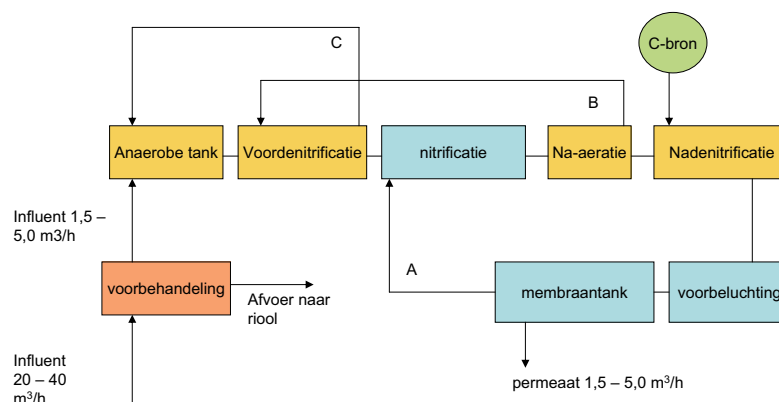 C
C-bron
B
Anaerobe tank
Voordenitrificatie
nitrificatie
Na-aeratie
Nadenitrificatie
Influent 1,5 –
5,0 m3/h
A
voorbehandeling
Afvoer naar
riool
membraantank
voorbeluchting
Influent
20 – 40
m³/h
permeaat 1,5 – 5,0 m³/h